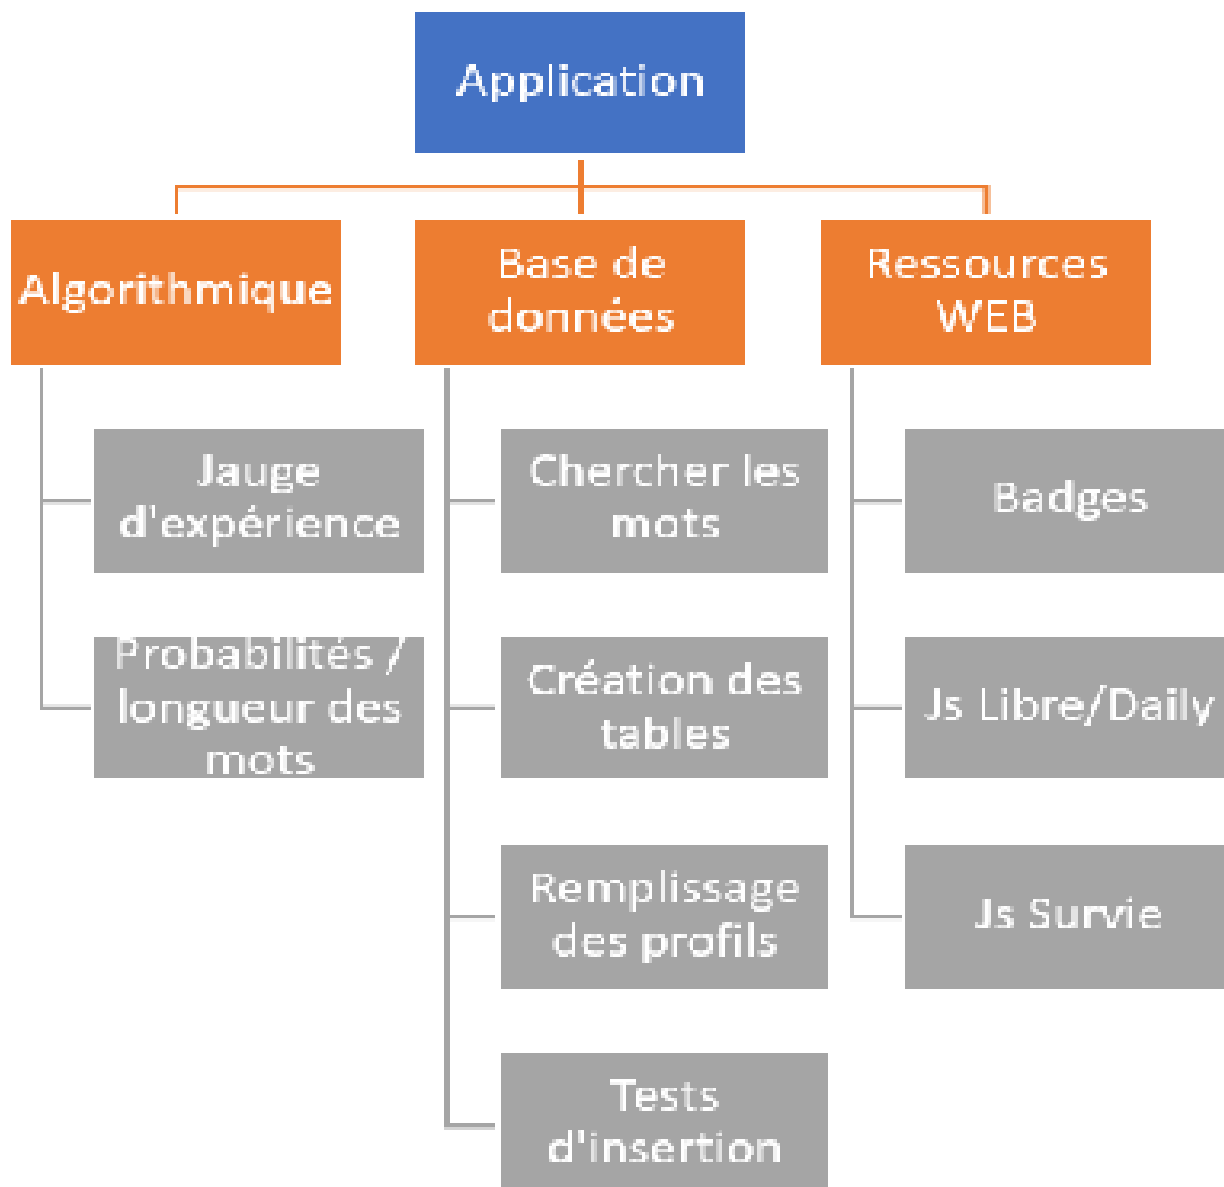 Application
Algorithmique
Base de
données
Ressources
WEB
Jauge
d'expérience
Probabilités /
longueur des
mots
Chercher les
mots
Création des
tables
Remplissage
des profils
Tests
d'insertion
Badges
Js Libre/Daily
Js Survie